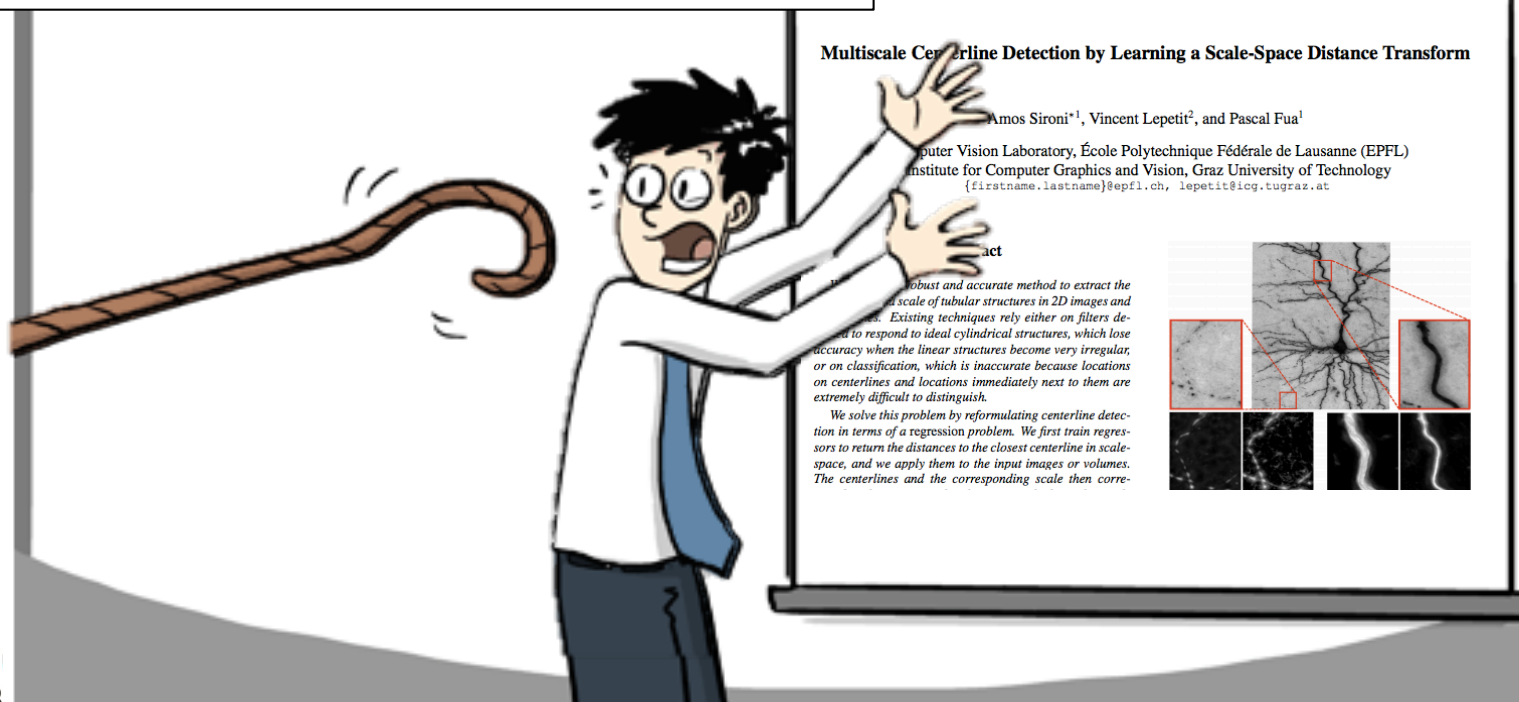 Multiscale Centerline Detection by Learning a Scale-Space Distance Transform
Amos Sironi*1, Vincent Lepetit2, and Pascal Fua1
puter Vision Laboratory, École Polytechnique Fédérale de Lausanne (EPFL)
nstitute for Computer Graphics and Vision, Graz University of Technology
{firstname.lastname}@epfl.ch, lepetit@icg.tugraz.at
act
obust and accurate method to extract the
scale of tubular structures in 2D images and
Existing techniques rely either on filters de-
to respond to ideal cylindrical structures, which lose
accuracy when the linear structures become very irregular,
or on classification, which is inaccurate because locations
on centerlines and locations immediately next to them are
extremely difficult to distinguish.
We solve this problem by reformulating centerline detec-
tion in terms of a regression problem. We first train regres-
sors to return the distances to the closest centerline in scale-
space, and we apply them to the input images or volumes.
The centerlines and the corresponding scale then corre-